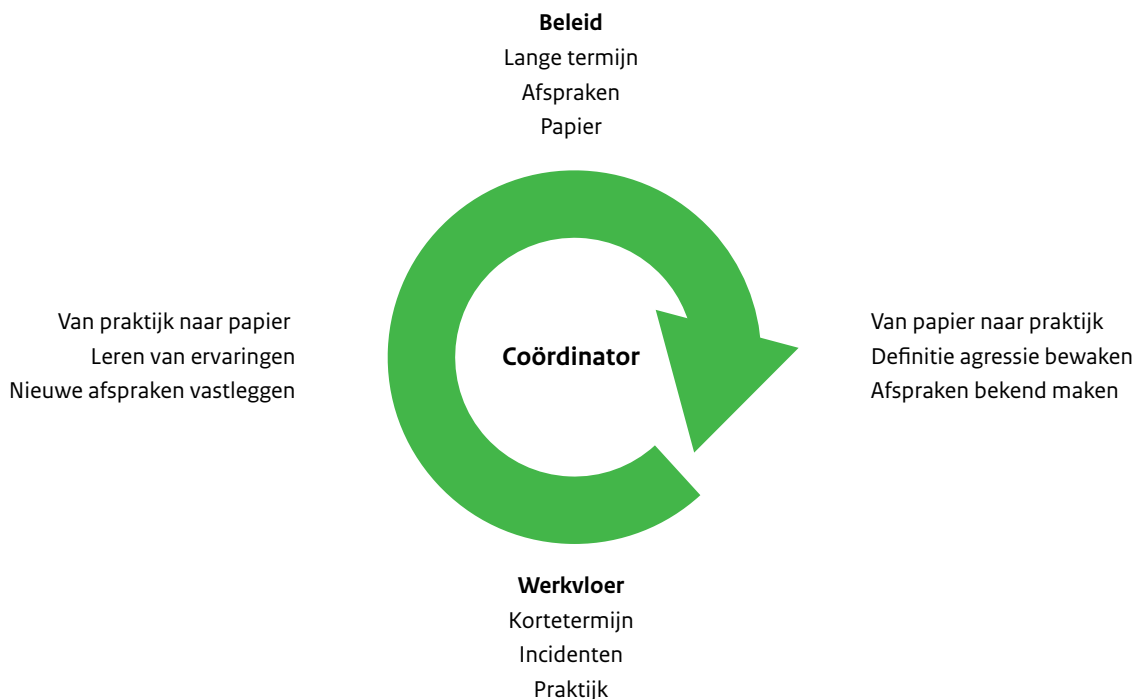 Beleid
Lange termijn
Afspraken
Papier
Van praktijk naar papier
Leren van ervaringen
Nieuwe afspraken vastleggen
Coördinator
Van papier naar praktijk
Definitie agressie bewaken
Afspraken bekend maken
Werkvloer
Kortetermijn
Incidenten
Praktijk